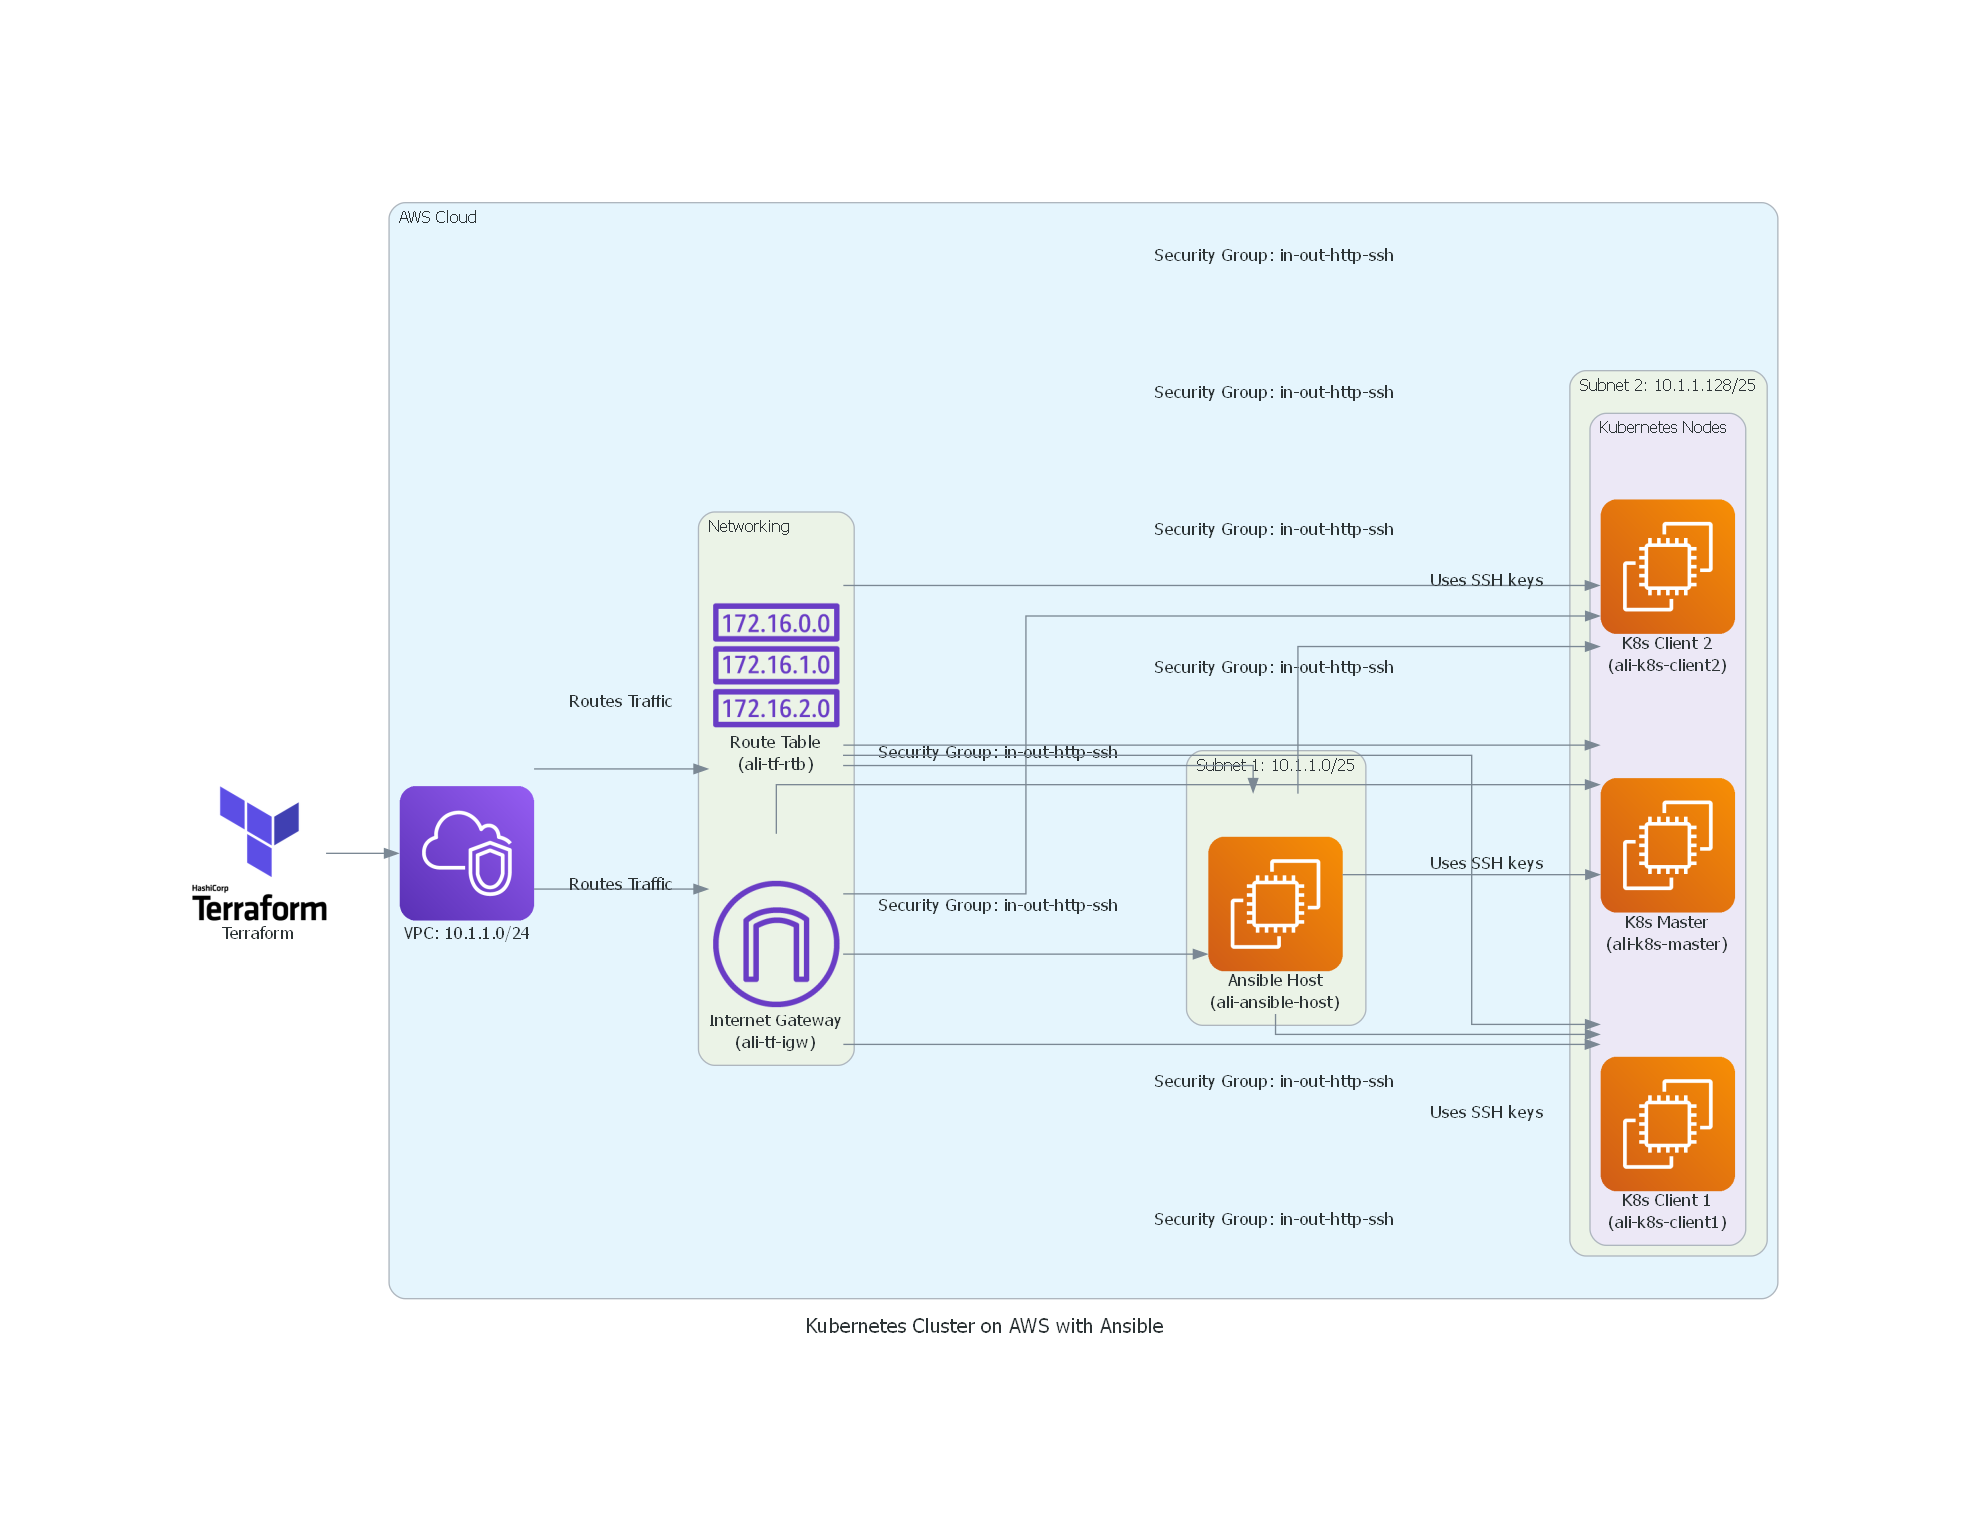 AWS Cloud
Security Group: in-out-http-ssh
Security Group: in-out-http-ssh
Subnet 2: 10.1.1.128/25
Kubernetes Nodes
Networking
Security Group: in-out-http-ssh
Uses SSH keys
172.16.0.0
172.16.1.0
172.16.2.0
K8s Client 2
(ali-k8s-client2)
Security Group: in-out-http-ssh
Routes Traffic
Route Table
(ali-tf-rtb)
Security Group: in-out-http-ssh
Subnet 1: 10.1.1.0/25
Uses SSH keys
HashiCorp
Terraform
Terraform
VPC: 10.1.1.0/24
Routes Traffic
Security Group: in-out-http-ssh
K8s Master
(ali-k8s-master)
Ansible Host
(ali-ansible-host)
Internet Gateway
(ali-tf-igw)
Security Group: in-out-http-ssh
Uses SSH keys
K8s Client 1
(ali-k8s-client1)
Security Group: in-out-http-ssh
Kubernetes Cluster on AWS with Ansible